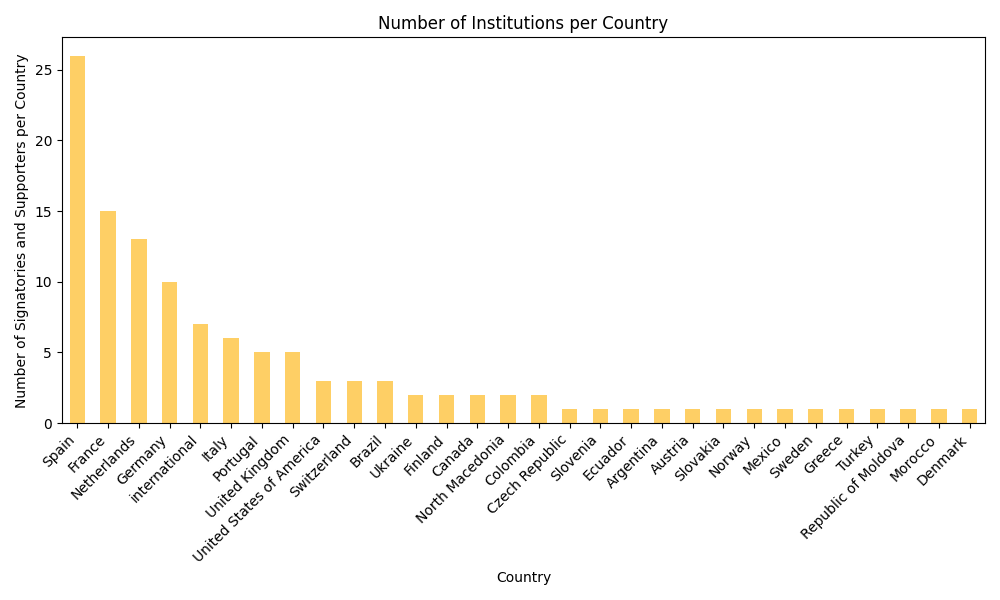 Number of Institutions per Country
Number of Signatories and Supporters per Country
25
20
15
10
5
0
Spain
France
Netherlands
Germany
international
Italy
Portugal
United Kingdom
United States of America
Switzerland
Brazil
Ukraine
Finland
Canada
North Macedonia
Colombia
Czech Republic
Slovenia
Ecuador
Argentina
Austria
Slovakia
Norway
Mexico
Sweden
Greece
Turkey
Republic of Moldova
Morocco
Denmark
Country